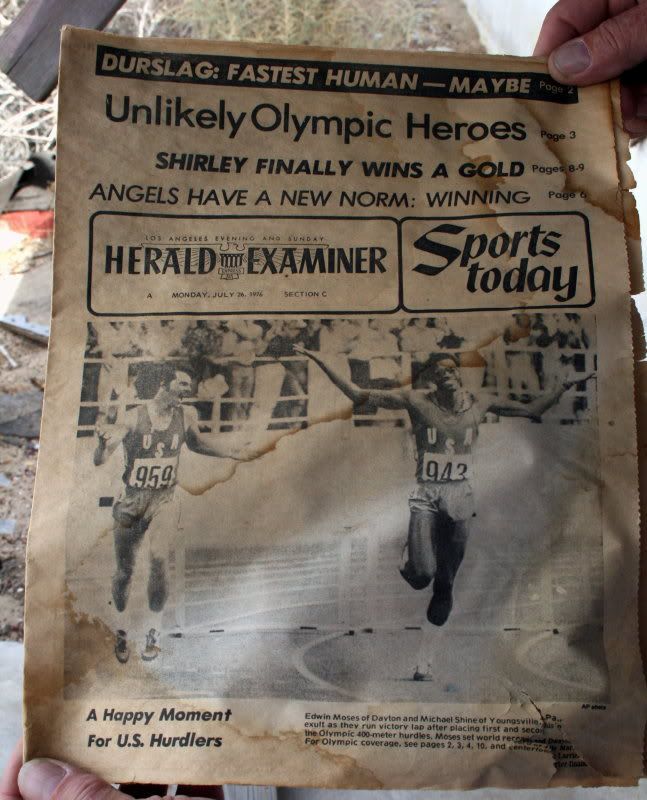 DURSLAG: FASTEST HUMAN — MAYBE Page 2
Unlikely Olympic Heroes Page 3
SHIRLEY FINALLY WINS A GOLD Pages 8-9
ANGELS HAVE A NEW NORM: WINNING Page 6
LOS ANGELES EVENING AND SUNDAY
HERALD EXAMINER
A MONDAY, JULY 26, 1976 SECTION C
Sports
today
USA
959
USA
943
AP photo
A Happy Moment
For U.S. Hurdlers
Edwin Moses of Dayton and Michael Shine of Youngsville, Pa.,
exult as they run victory lap after placing first and
the Olympic 400-meter hurdles. Moses set world
For Olympic coverage, see pages 2, 3, 4, 10, and